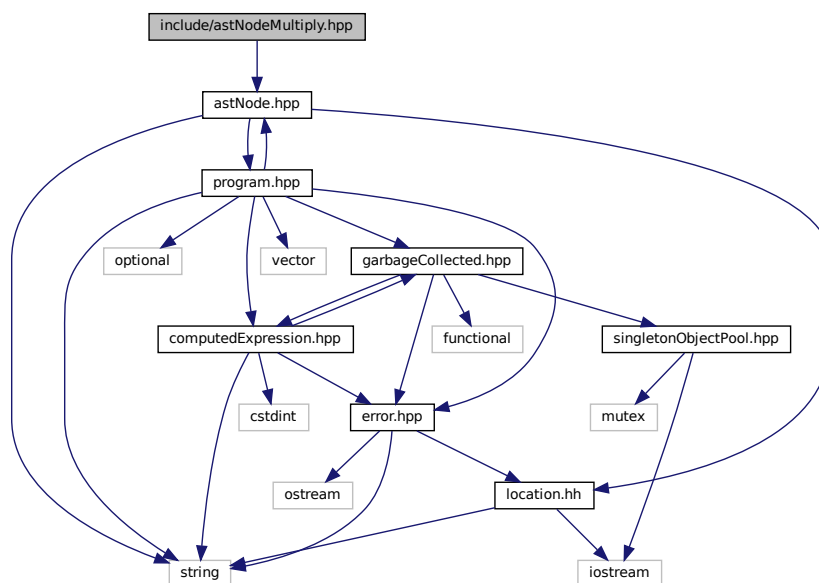 include/astNodeMultiply.hpp
astNode.hpp
program.hpp
optional
vector
garbageCollected.hpp
computedExpression.hpp
functional
singletonObjectPool.hpp
cstdint
error.hpp
mutex
ostream
location.hh
string
iostream